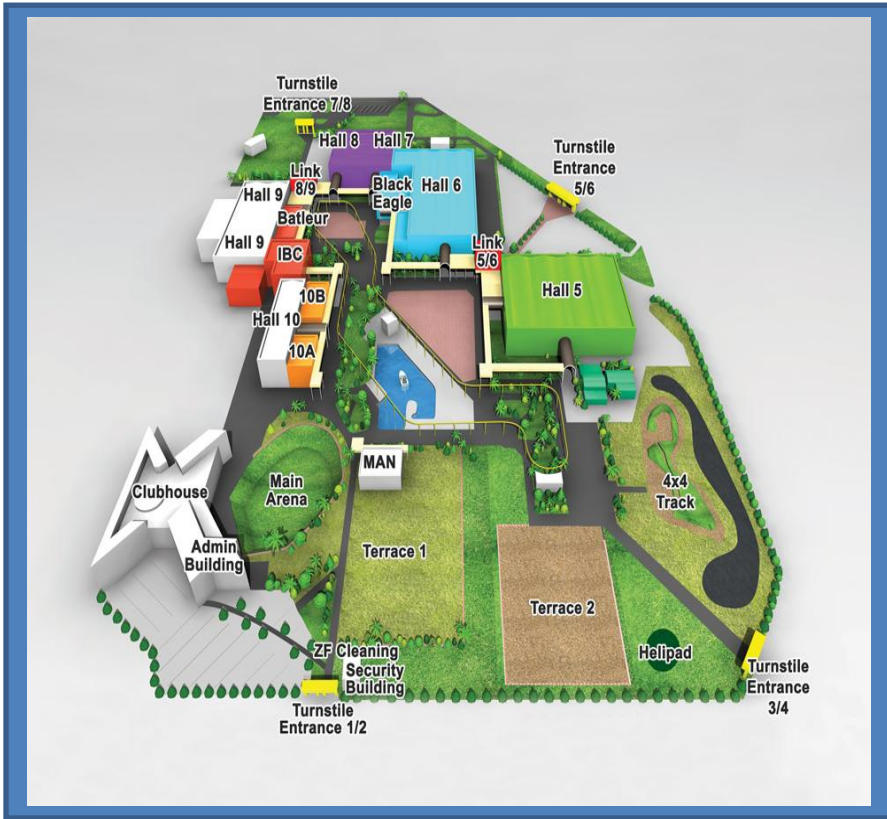 Turnstile
Entrance 7/8
Hall 8
Hall 7
Turnstile
Entrance
5/6
Link
8/9
Hall 9
Black
Eagle
Hall 6
Batleur
Hall 9
IBC
Link
5/6
10B
Hall 10
10A
Hall 5
MAN
Clubhouse
Main
Arena
4x4
Track
Admin
Building
Terrace 1
Terrace 2
ZF Cleaning
Security
Building
Helipad
Turnstile
Entrance
3/4
Turnstile
Entrance 1/2